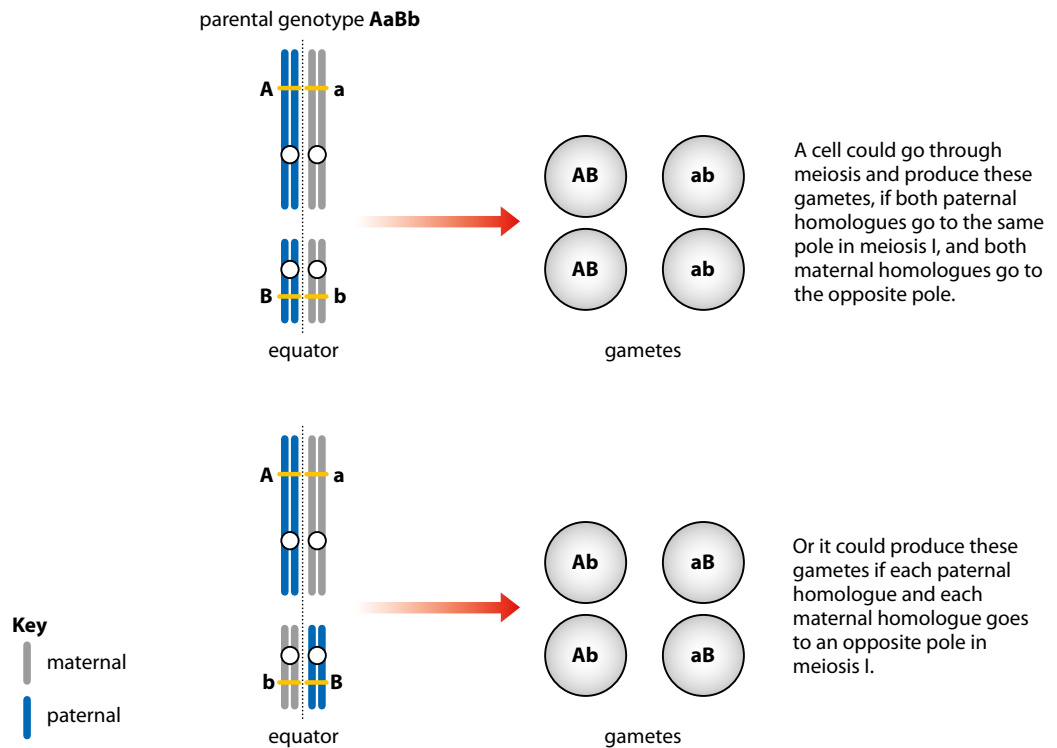 parental genotype AaBb
A a
B b
equator
AB ab
AB ab
gametes
A cell could go through
meiosis and produce these
gametes, if both paternal
homologues go to the same
pole in meiosis I, and both
maternal homologues go to
the opposite pole.
A a
b B
equator
Ab aB
Ab aB
gametes
Or it could produce these
gametes if each paternal
homologue and each
maternal homologue goes
to an opposite pole in
meiosis I.
Key
maternal
paternal